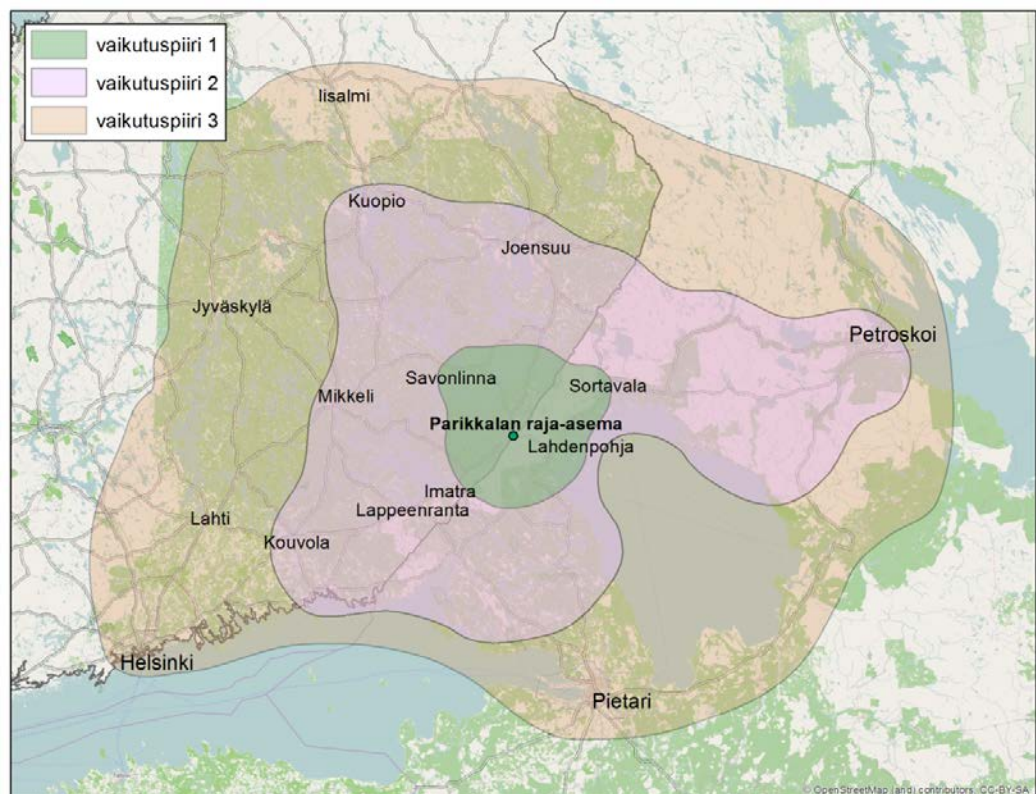 vaikutuspiiri 1
vaikutuspiiri 2
vaikutuspiiri 3
Iisalmi
Kuopio
Joensuu
Jyväskylä
Petroskoi
Savonlinna
Sortavala
Mikkeli
Parikkalan raja-asema
Lahdenpohja
Imatra
Lappeenranta
Lahti
Kouvola
Helsinki
Pietari
© OpenStreetMap (and) contributors, CC-BY-SA